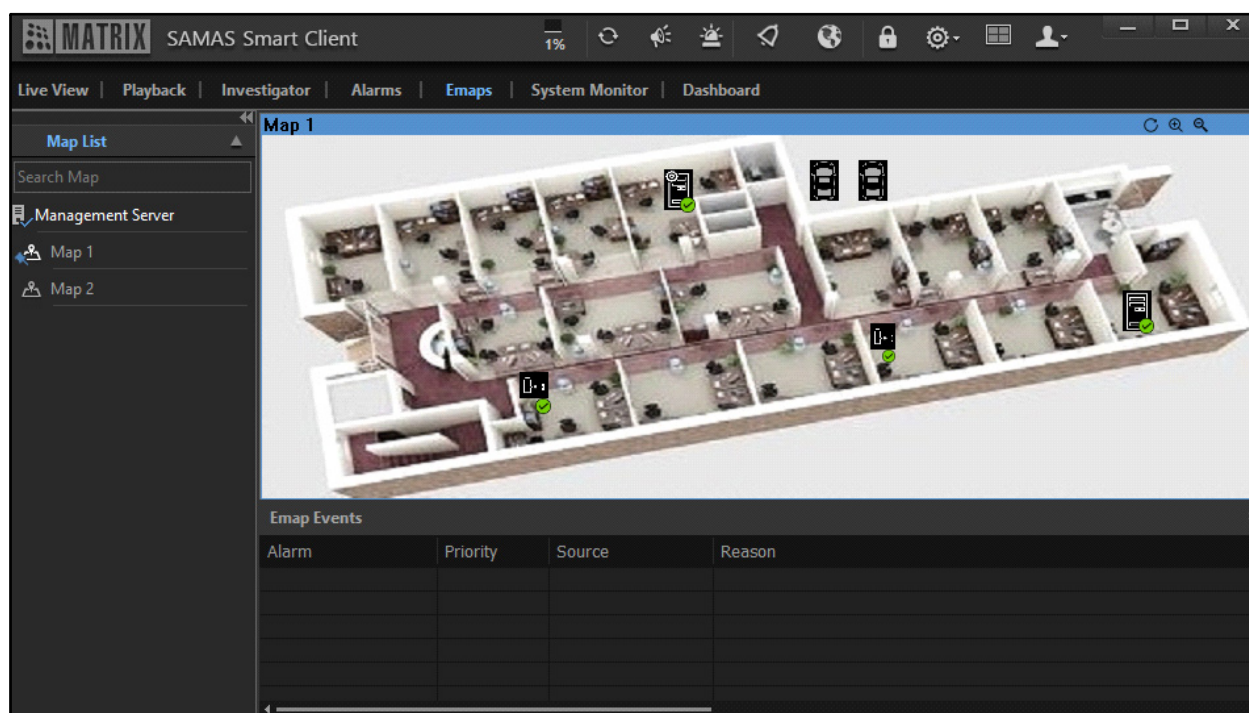 MATRIX SAMAS Smart Client 1%
Live View | Playback | Investigator | Alarms | Emaps | System Monitor | Dashboard
Map List
Map 1
Search Map
Management Server
Map 1
Map 2
Emap Events
Alarm Priority Source Reason